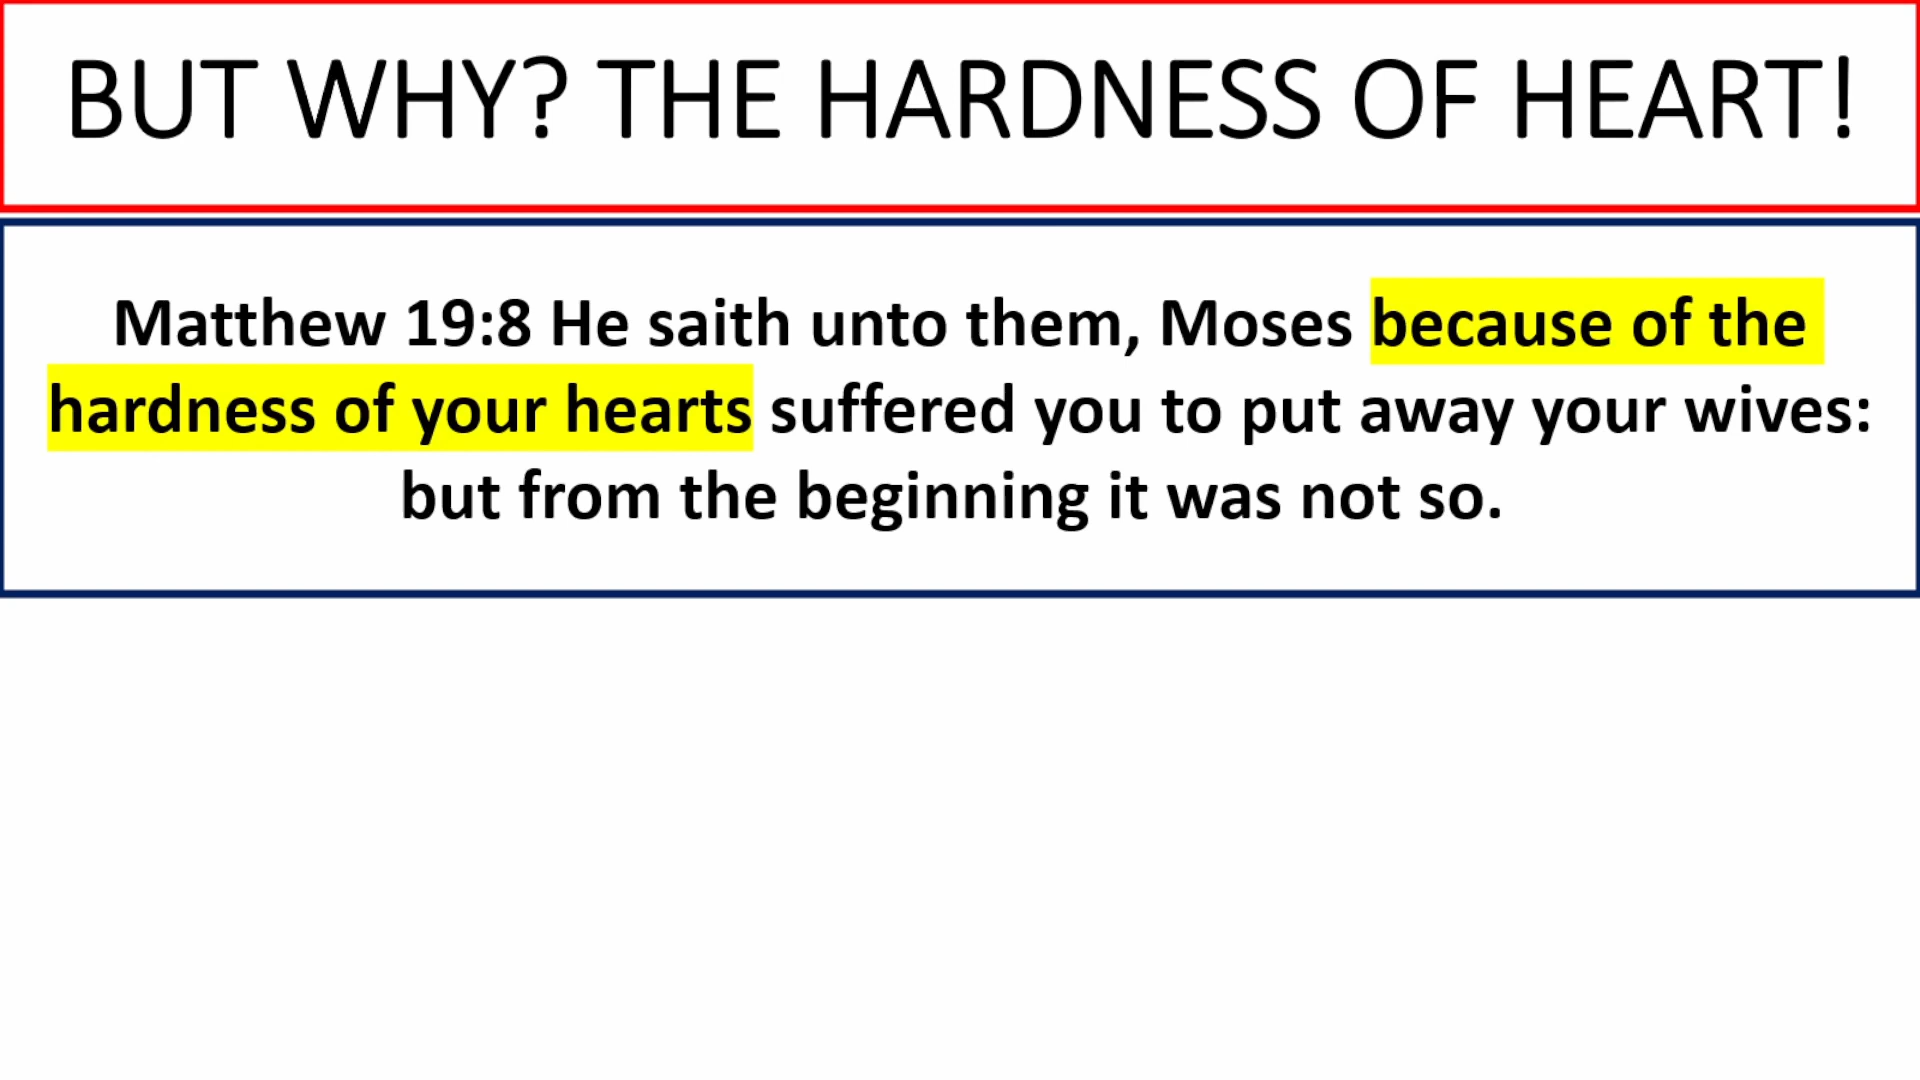 BUT WHY? THE HARDNESS OF HEART!
Matthew 19:8 He saith unto them, Moses because of the
hardness of your hearts suffered you to put away your wives:
but from the beginning it was not so.